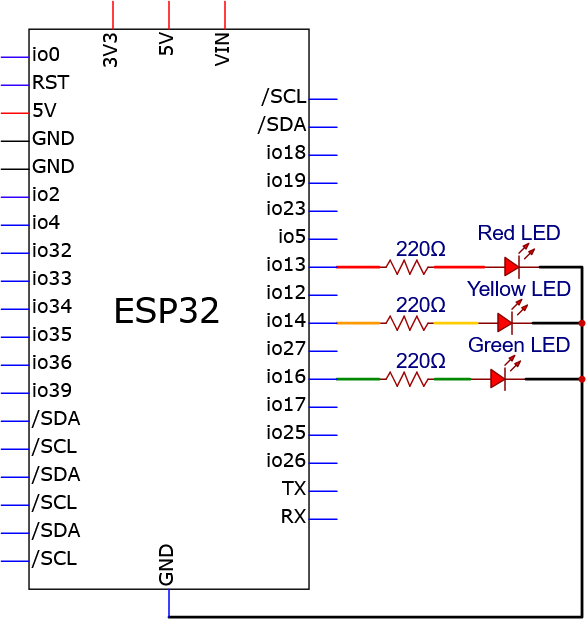 3V3
5V
VIN
io0
RST
5V
GND
GND
io2
io4
io32
io33
io34
io35
io36
io39
/SDA
/SCL
/SDA
/SCL
/SDA
/SCL
ESP32
/SCL
/SDA
io18
io19
io23
io5
io13
io12
io14
io27
io16
io17
io25
io26
TX
RX
GND
220Ω
Red LED
220Ω
Yellow LED
220Ω
Green LED